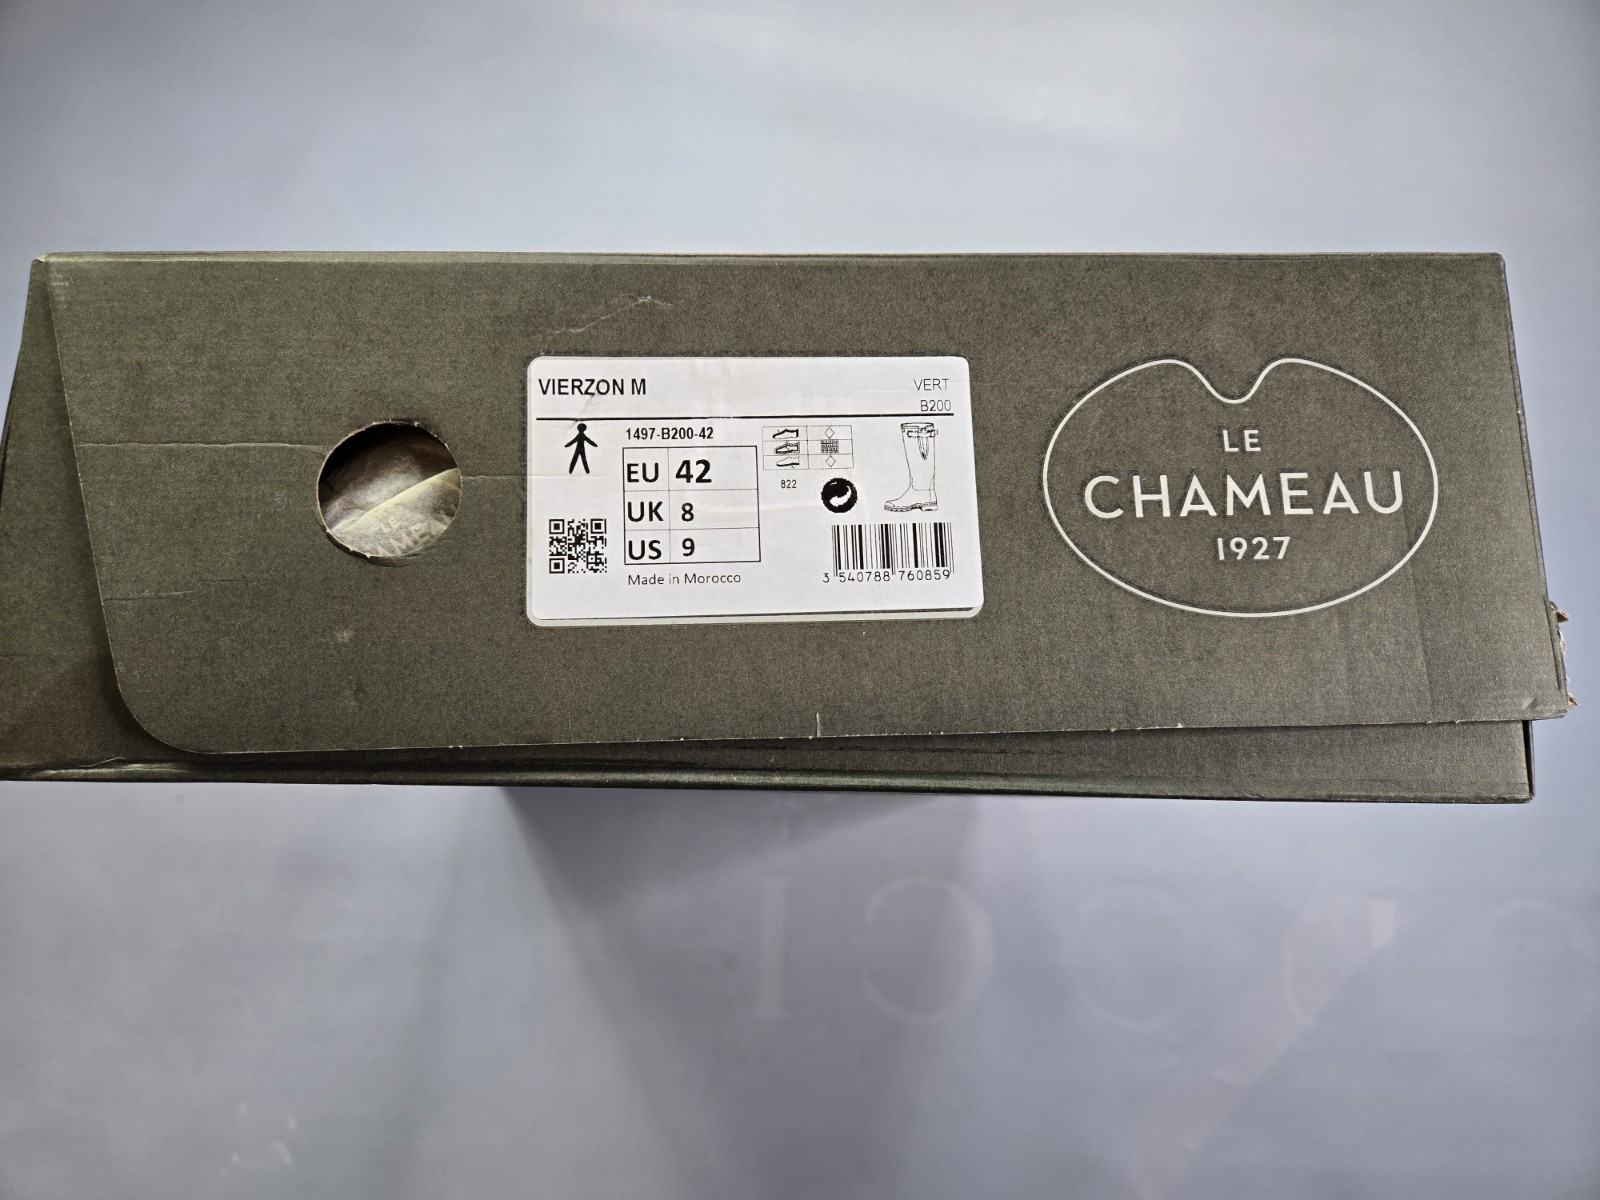 VIERZON M
VERT
B200
1497-B200-42
EU 42
UK 8
US 9
Made in Morocco
822
3 540788 760859
LE
CHAMEAU
1927